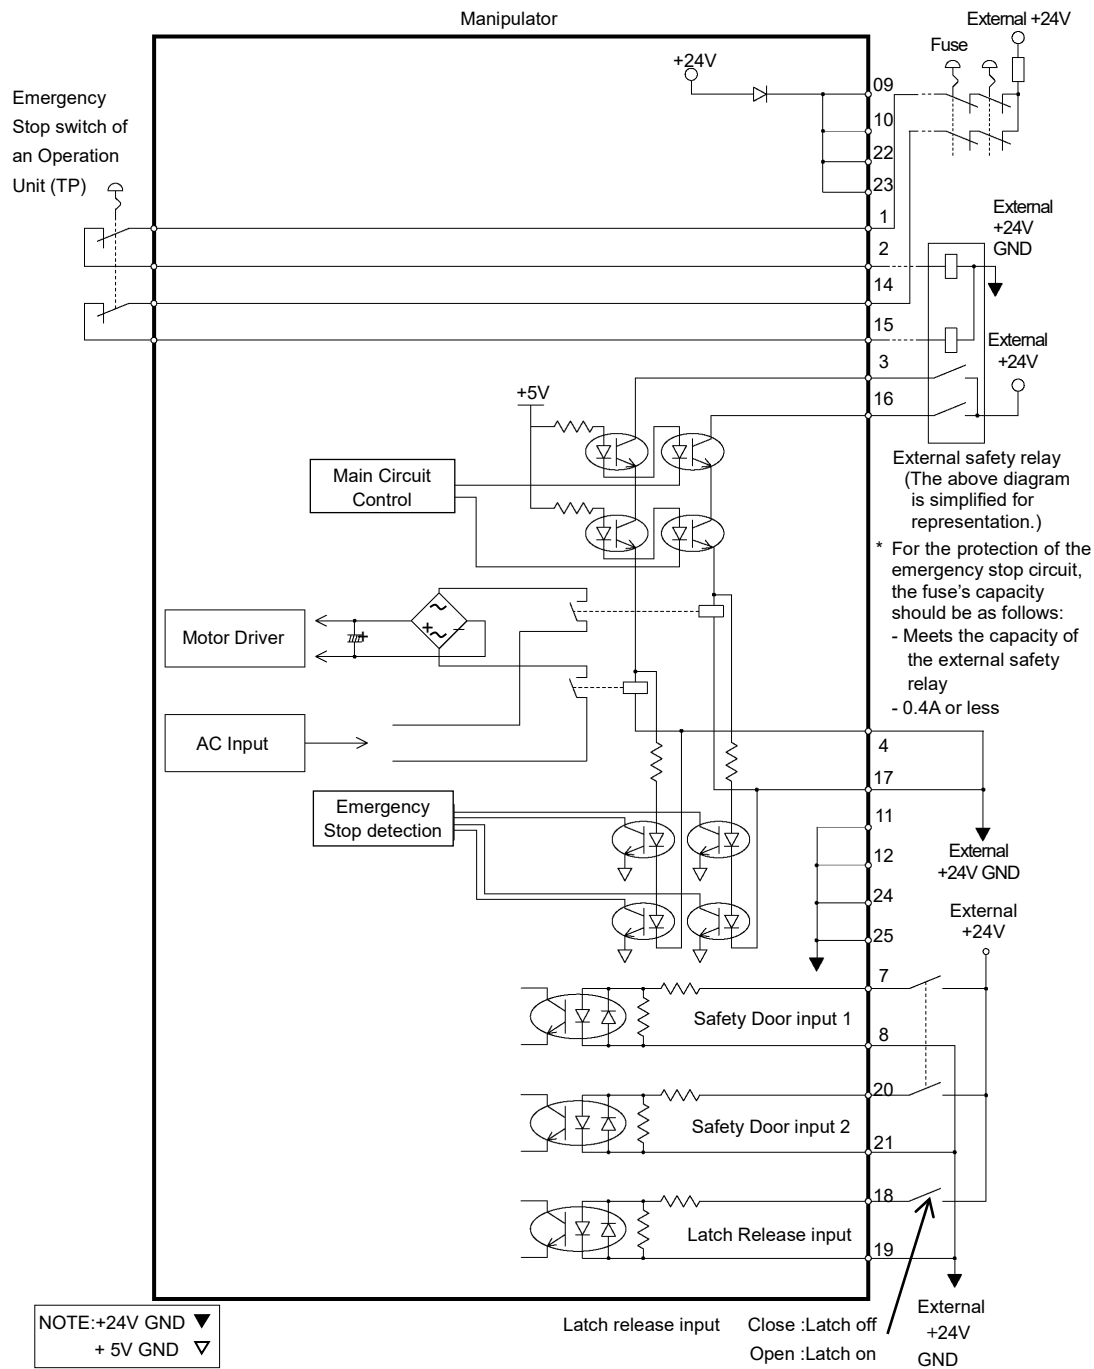 Manipulator
External +24V
Fuse
+24V
09
10
22
23
Emergency
Stop switch of
an Operation
Unit (TP)
1
2
14
15
3
16
External
+24V
GND
External
+24V
+5V
Main Circuit
Control
External safety relay
(The above diagram
is simplified for
representation.)
* For the protection of the
emergency stop circuit,
the fuse’s capacity
should be as follows:
- Meets the capacity of
the external safety
relay
- 0.4A or less
Motor Driver
+
+
AC Input
4
17
Emergency
Stop detection
11
12
24
25
External
+24V GND
External
+24V
7
Safety Door input 1
8
20
Safety Door input 2
21
18
Latch Release input
19
NOTE:+24V GND ▼
+ 5V GND ▽
Latch release input Close :Latch off
Open :Latch on
External
+24V
GND